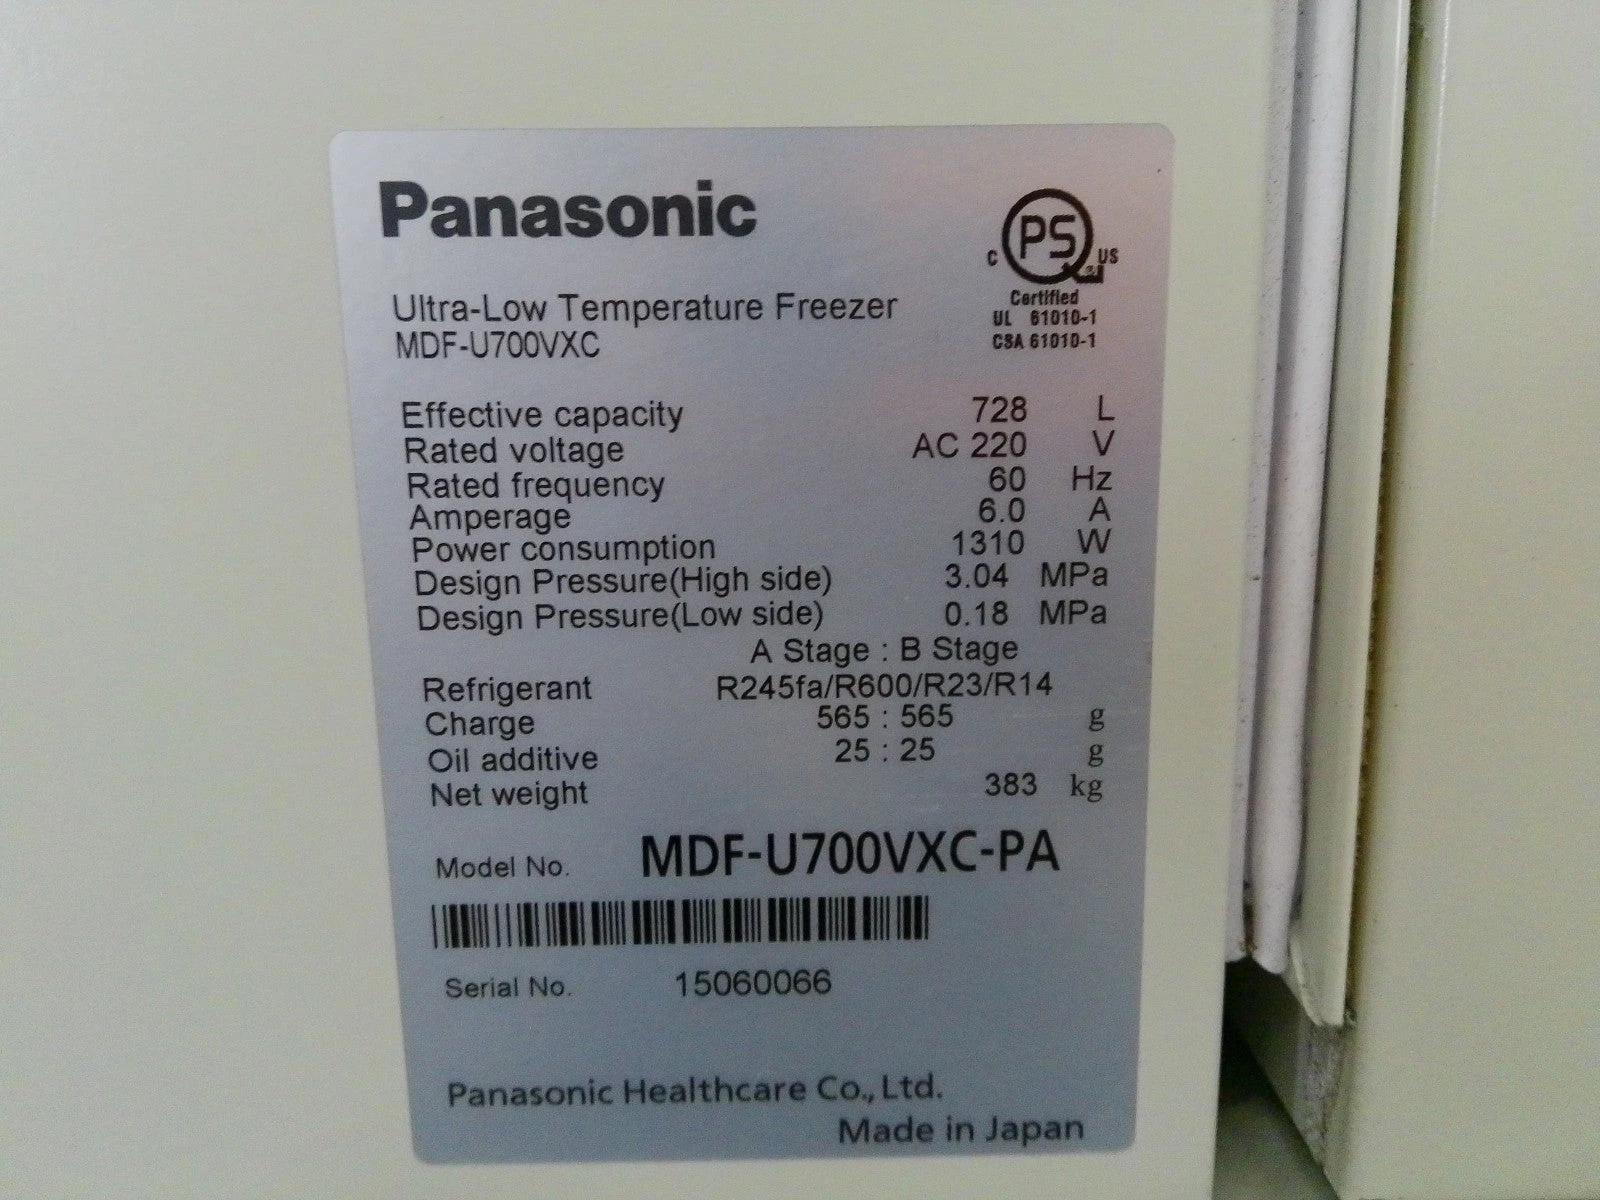 Panasonic
C PS US
Certified
UL 61010-1
CSA 61010-1
Ultra-Low Temperature Freezer
MDF-U700VXC
Effective capacity 728 L
Rated voltage AC 220 V
Rated frequency 60 Hz
Amperage 6.0 A
Power consumption 1310 W
Design Pressure(High side) 3.04 MPa
Design Pressure(Low side) 0.18 MPa
A Stage : B Stage
Refrigerant R245fa/R600/R23/R14
Charge 565 : 565 g
Oil additive 25 : 25 g
Net weight 383 kg
Model No. MDF-U700VXC-PA
Serial No. 15060066
Panasonic Healthcare Co., Ltd.
Made in Japan